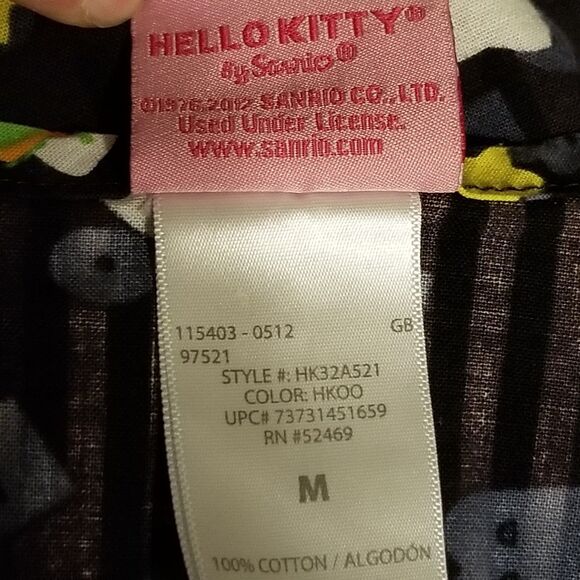 HELLO KITTY®
By Sanrio®
©1976,2012 SANRIO CO., LTD.
Used Under License.
www.sanrio.com
115403 - 0512 GB
97521
STYLE #: HK32A521
COLOR: HKOO
UPC# 73731451659
RN #52469
M
100% COTTON / ALGODÓN